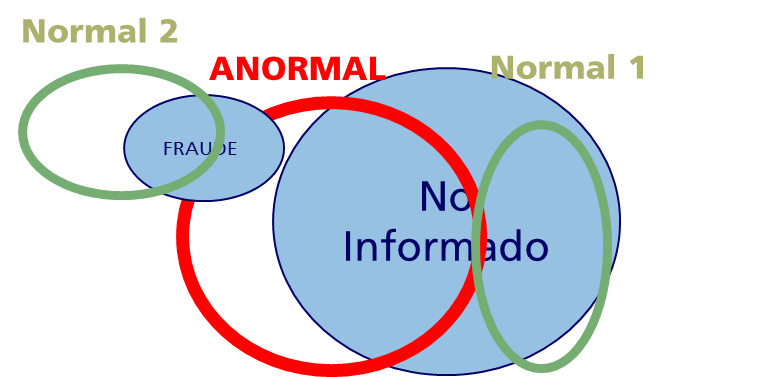 Normal 2
ANORMAL
Normal 1
FRAUDE
No
Informado